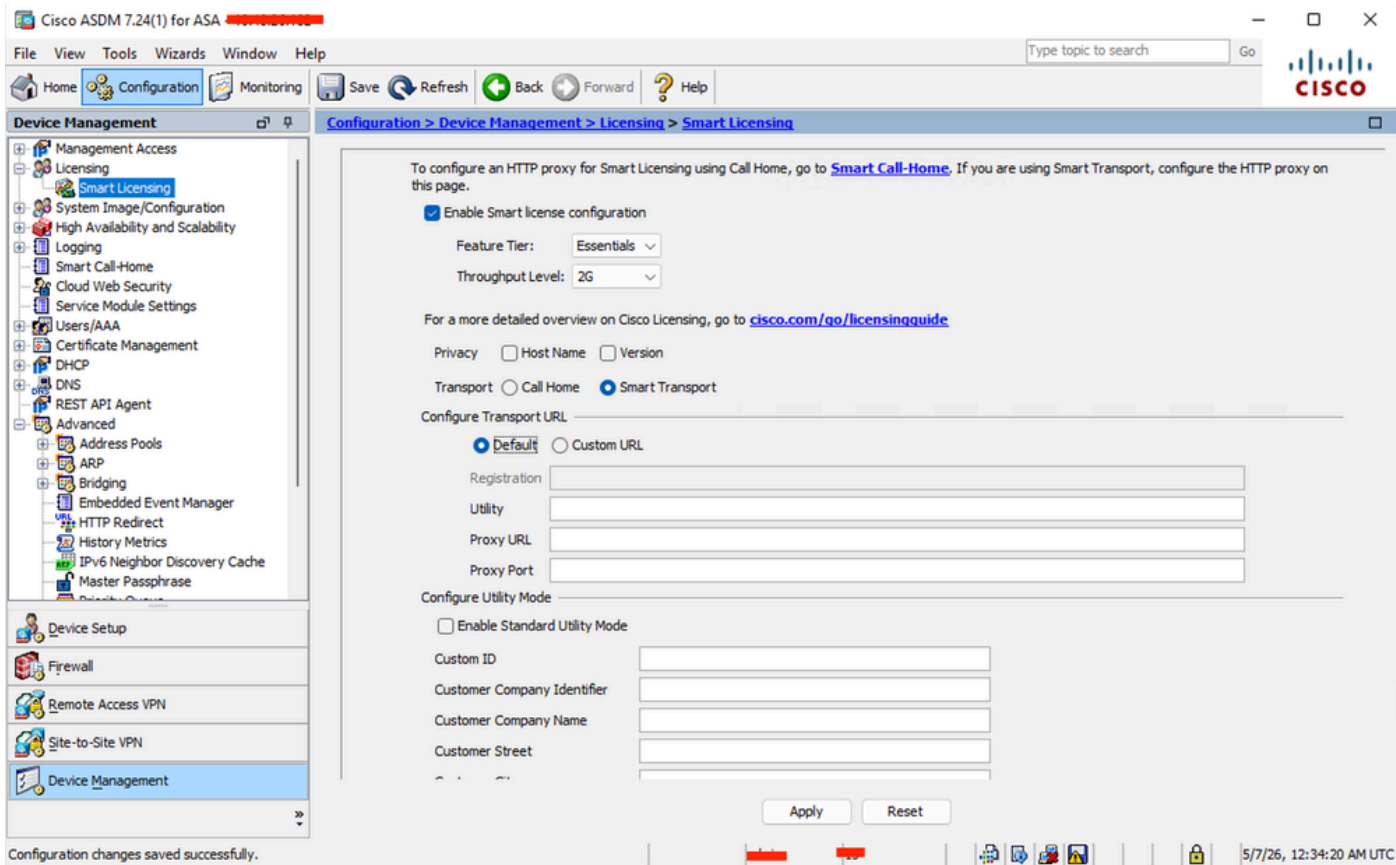 Cisco ASDM 7.24(1) for ASA -
File View Tools Wizards Window Help
Type topic to search Go
Home Configuration Monitoring Save Refresh Back Forward Help
CISCO
Device Management
Configuration > Device Management > Licensing > Smart Licensing
Management Access
Licensing
Smart Licensing
System Image/Configuration
High Availability and Scalability
Logging
Smart Call-Home
Cloud Web Security
Service Module Settings
Users/AAA
Certificate Management
DHCP
DNS
REST API Agent
Advanced
Address Pools
ARP
Bridging
Embedded Event Manager
HTTP Redirect
History Metrics
IPv6 Neighbor Discovery Cache
Master Passphrase
Device Setup
Firewall
Remote Access VPN
Site-to-Site VPN
Device Management
To configure an HTTP proxy for Smart Licensing using Call Home, go to Smart Call-Home. If you are using Smart Transport, configure the HTTP proxy on
this page.
Enable Smart license configuration
Feature Tier: Essentials
Throughput Level: 2G
For a more detailed overview on Cisco Licensing, go to cisco.com/go/licensingguide
Privacy Host Name Version
Transport Call Home Smart Transport
Configure Transport URL
Default Custom URL
Registration
Utility
Proxy URL
Proxy Port
Configure Utility Mode
Enable Standard Utility Mode
Custom ID
Customer Company Identifier
Customer Company Name
Customer Street
Apply Reset
Configuration changes saved successfully.
5/7/26, 12:34:20 AM UTC